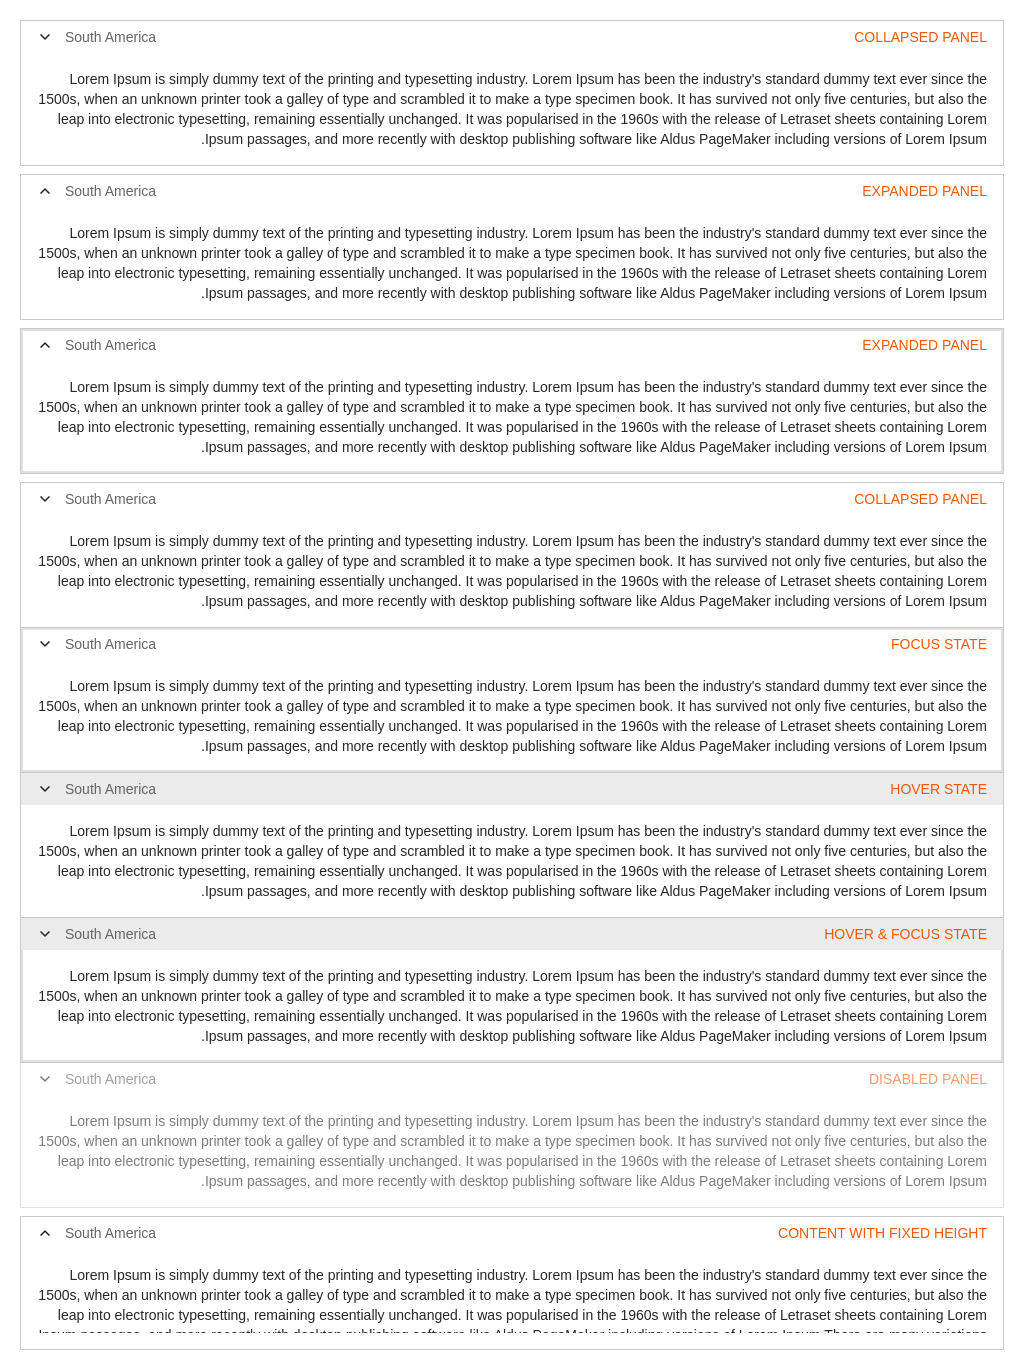 COLLAPSED PANEL South America
Lorem Ipsum is simply dummy text of the printing and typesetting industry. Lorem Ipsum has been the industry's standard dummy text ever since the
1500s, when an unknown printer took a galley of type and scrambled it to make a type specimen book. It has survived not only five centuries, but also the
leap into electronic typesetting, remaining essentially unchanged. It was popularised in the 1960s with the release of Letraset sheets containing Lorem
.Ipsum passages, and more recently with desktop publishing software like Aldus PageMaker including versions of Lorem Ipsum
EXPANDED PANEL South America
Lorem Ipsum is simply dummy text of the printing and typesetting industry. Lorem Ipsum has been the industry's standard dummy text ever since the
1500s, when an unknown printer took a galley of type and scrambled it to make a type specimen book. It has survived not only five centuries, but also the
leap into electronic typesetting, remaining essentially unchanged. It was popularised in the 1960s with the release of Letraset sheets containing Lorem
.Ipsum passages, and more recently with desktop publishing software like Aldus PageMaker including versions of Lorem Ipsum
EXPANDED PANEL South America
Lorem Ipsum is simply dummy text of the printing and typesetting industry. Lorem Ipsum has been the industry's standard dummy text ever since the
1500s, when an unknown printer took a galley of type and scrambled it to make a type specimen book. It has survived not only five centuries, but also the
leap into electronic typesetting, remaining essentially unchanged. It was popularised in the 1960s with the release of Letraset sheets containing Lorem
.Ipsum passages, and more recently with desktop publishing software like Aldus PageMaker including versions of Lorem Ipsum
COLLAPSED PANEL South America
Lorem Ipsum is simply dummy text of the printing and typesetting industry. Lorem Ipsum has been the industry's standard dummy text ever since the
1500s, when an unknown printer took a galley of type and scrambled it to make a type specimen book. It has survived not only five centuries, but also the
leap into electronic typesetting, remaining essentially unchanged. It was popularised in the 1960s with the release of Letraset sheets containing Lorem
.Ipsum passages, and more recently with desktop publishing software like Aldus PageMaker including versions of Lorem Ipsum
FOCUS STATE South America
Lorem Ipsum is simply dummy text of the printing and typesetting industry. Lorem Ipsum has been the industry's standard dummy text ever since the
1500s, when an unknown printer took a galley of type and scrambled it to make a type specimen book. It has survived not only five centuries, but also the
leap into electronic typesetting, remaining essentially unchanged. It was popularised in the 1960s with the release of Letraset sheets containing Lorem
.Ipsum passages, and more recently with desktop publishing software like Aldus PageMaker including versions of Lorem Ipsum
HOVER STATE South America
Lorem Ipsum is simply dummy text of the printing and typesetting industry. Lorem Ipsum has been the industry's standard dummy text ever since the
1500s, when an unknown printer took a galley of type and scrambled it to make a type specimen book. It has survived not only five centuries, but also the
leap into electronic typesetting, remaining essentially unchanged. It was popularised in the 1960s with the release of Letraset sheets containing Lorem
.Ipsum passages, and more recently with desktop publishing software like Aldus PageMaker including versions of Lorem Ipsum
HOVER & FOCUS STATE South America
Lorem Ipsum is simply dummy text of the printing and typesetting industry. Lorem Ipsum has been the industry's standard dummy text ever since the
1500s, when an unknown printer took a galley of type and scrambled it to make a type specimen book. It has survived not only five centuries, but also the
leap into electronic typesetting, remaining essentially unchanged. It was popularised in the 1960s with the release of Letraset sheets containing Lorem
.Ipsum passages, and more recently with desktop publishing software like Aldus PageMaker including versions of Lorem Ipsum
DISABLED PANEL South America
Lorem Ipsum is simply dummy text of the printing and typesetting industry. Lorem Ipsum has been the industry's standard dummy text ever since the
1500s, when an unknown printer took a galley of type and scrambled it to make a type specimen book. It has survived not only five centuries, but also the
leap into electronic typesetting, remaining essentially unchanged. It was popularised in the 1960s with the release of Letraset sheets containing Lorem
.Ipsum passages, and more recently with desktop publishing software like Aldus PageMaker including versions of Lorem Ipsum
CONTENT WITH FIXED HEIGHT South America
Lorem Ipsum is simply dummy text of the printing and typesetting industry. Lorem Ipsum has been the industry's standard dummy text ever since the
1500s, when an unknown printer took a galley of type and scrambled it to make a type specimen book. It has survived not only five centuries, but also the
leap into electronic typesetting, remaining essentially unchanged. It was popularised in the 1960s with the release of Letraset sheets containing Lorem